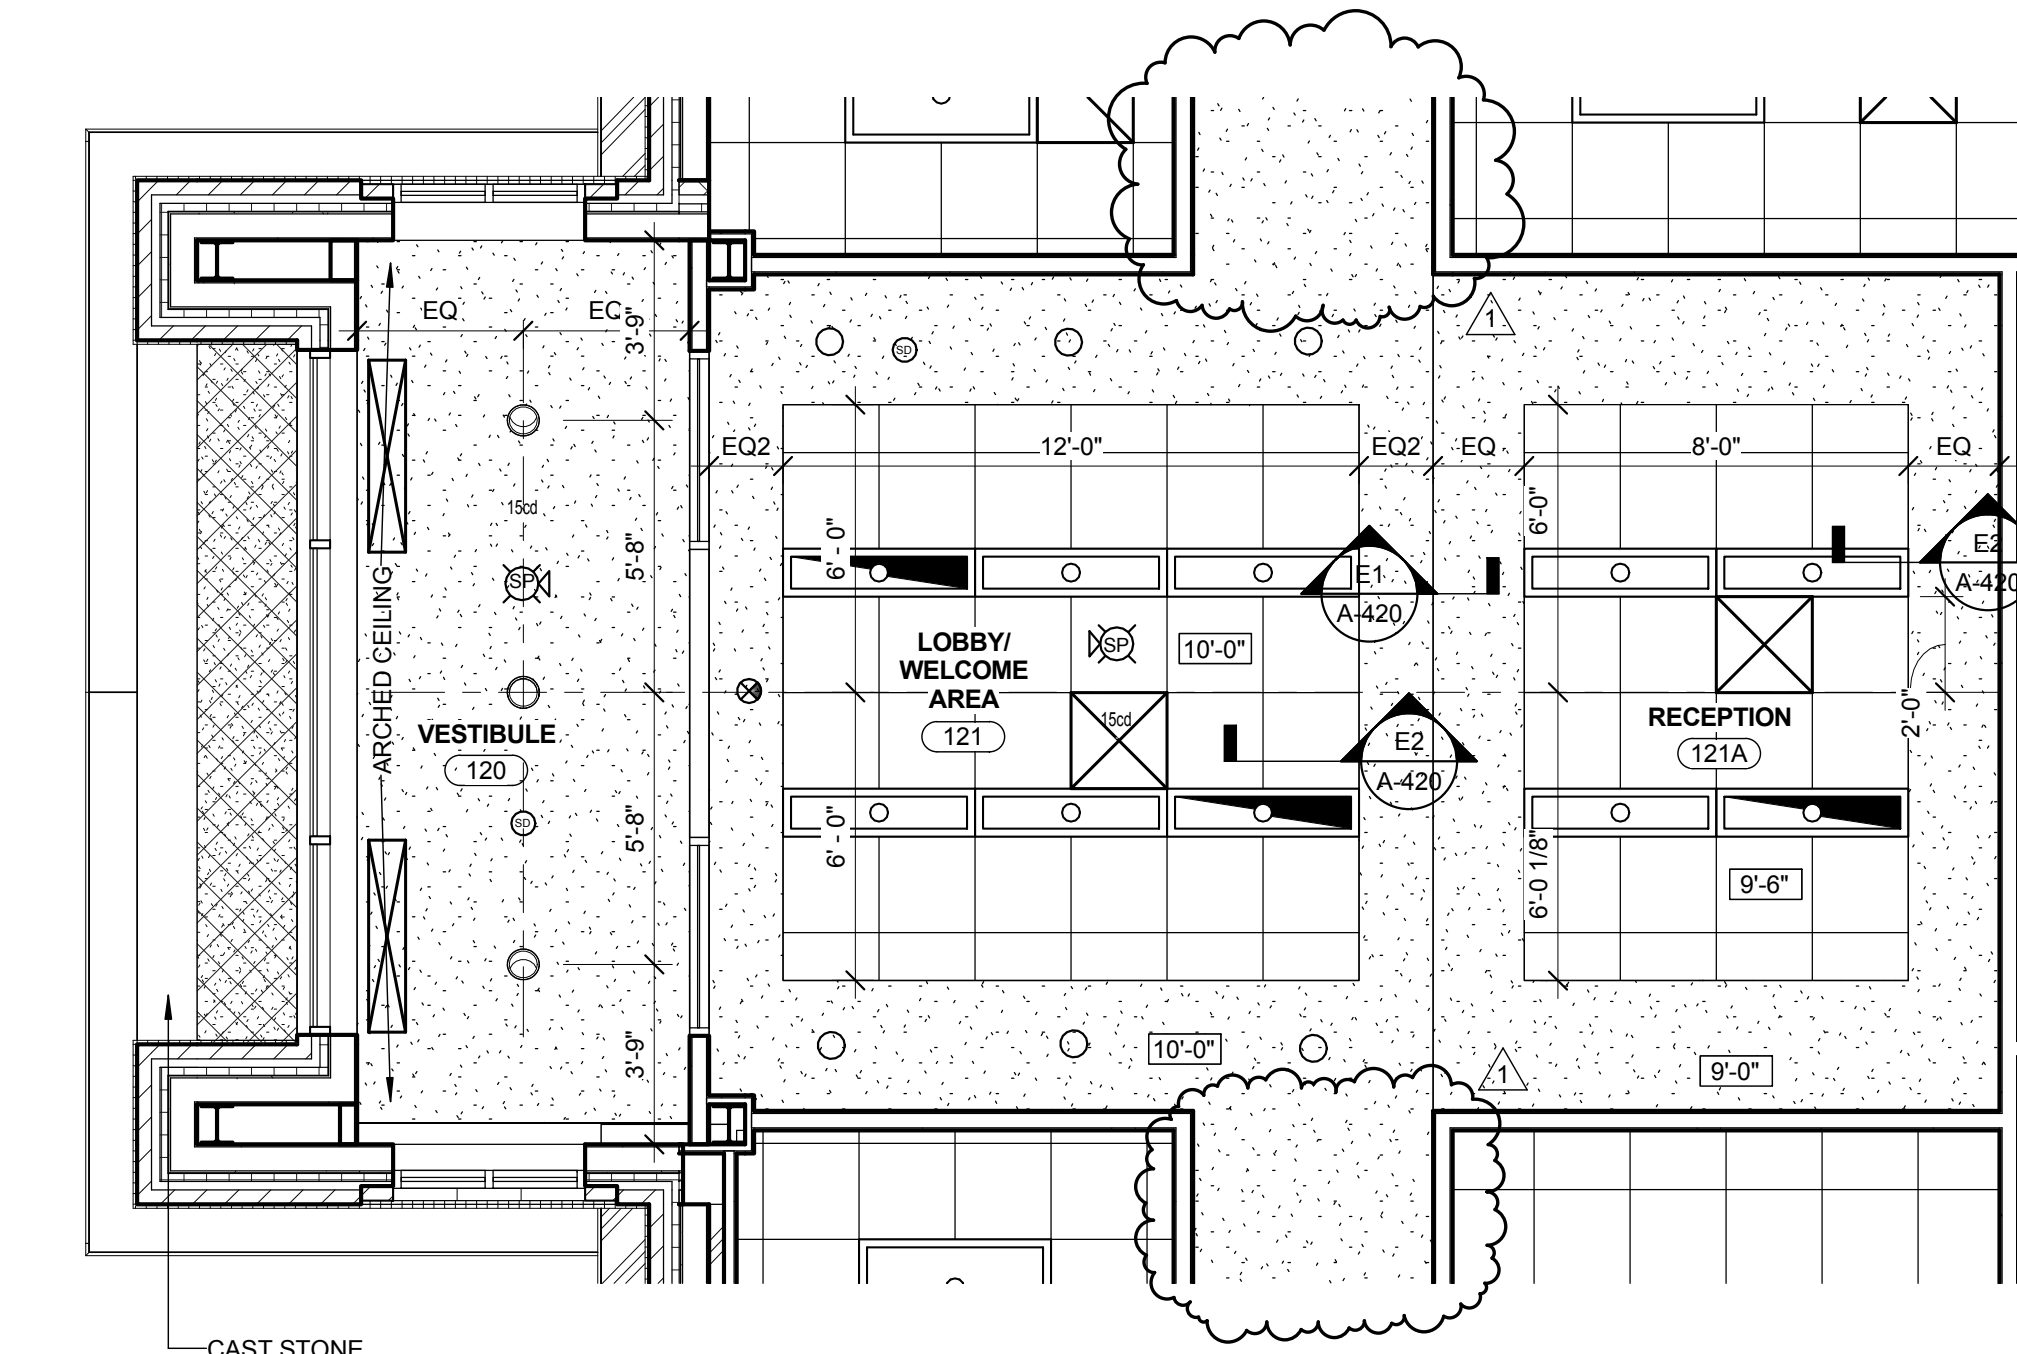 1
EQ
EQ
3'-9"
SD
EQ2
12'-0"
EQ2
EQ
8'-0"
EQ
15cd
6' - 0"
6'-0"
5'-8"
SP
E1
A-420
E2
A-420
ARCHED CEILING
LOBBY/
WELCOME
AREA
121
SP
10'-0"
15cd
VESTIBULE
120
RECEPTION
121A
2'-0"
E2
A-420
SD
5'-8"
6' - 0"
6'-0 1/8"
9'-6"
3'-9"
10'-0"
1
9'-0"
CAST STONE